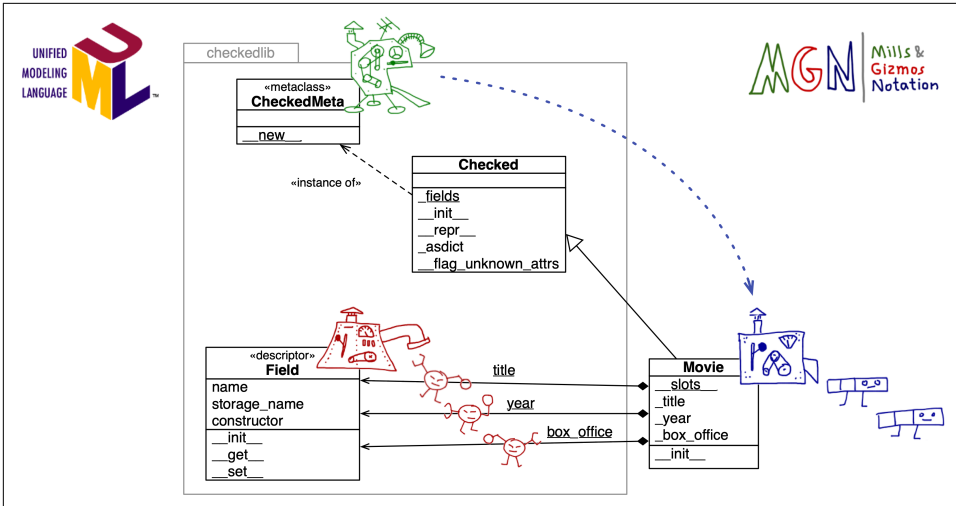 UNIFIED
MODELING
LANGUAGE
UML
TM
checkedlib
MGN
Mills &
Gizmos
Notation
«metaclass»
CheckedMeta
__new__
«instance of»
Checked
_fields
__init__
__repr__
_asdict
__flag_unknown_attrs
«descriptor»
Field
name
storage_name
constructor
__init__
__get__
__set__
title
year
box_office
Movie
__slots__
_title
_year
_box_office
__init__